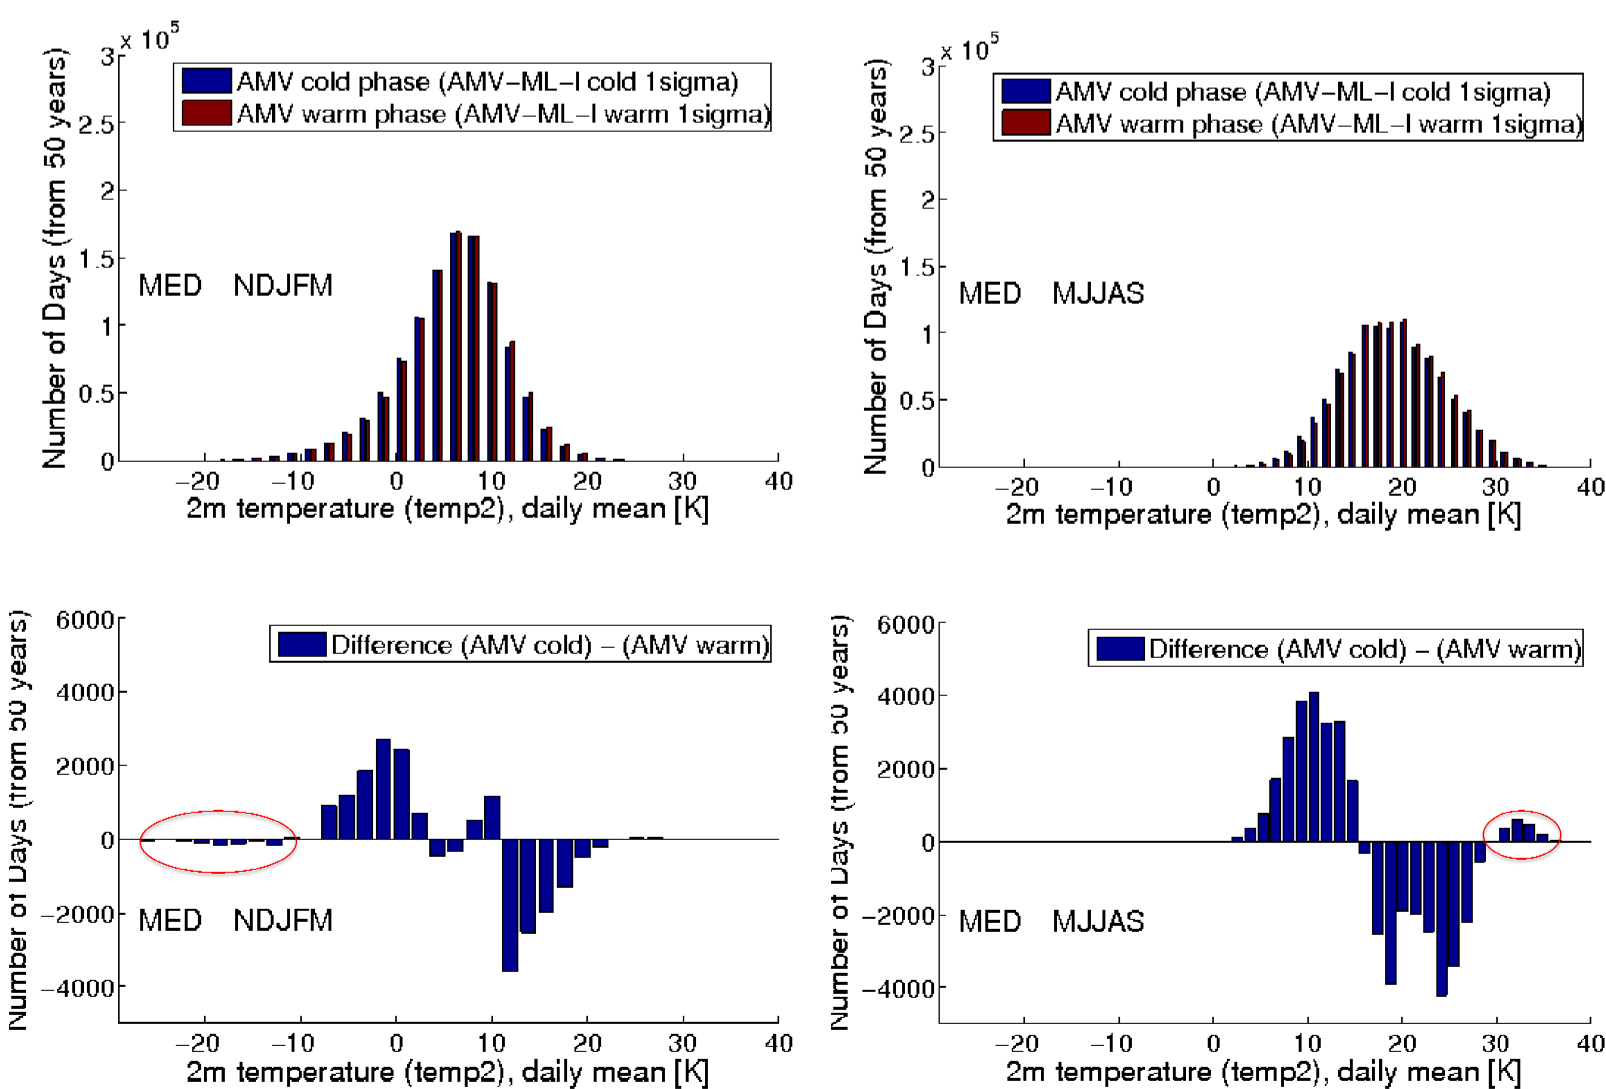 × 10⁵
3
2.5
2
1.5
1
0.5
0
Number of Days (from 50 years)
AMV cold phase (AMV−ML−I cold 1sigma)
AMV warm phase (AMV−ML−I warm 1sigma)
MED NDJFM
−20 −10 0 10 20 30 40
2m temperature (temp2), daily mean [K]
× 10⁵
3
2.5
2
1.5
1
0.5
0
Number of Days (from 50 years)
AMV cold phase (AMV−ML−I cold 1sigma)
AMV warm phase (AMV−ML−I warm 1sigma)
MED MJJAS
−20 −10 0 10 20 30 40
2m temperature (temp2), daily mean [K]
6000
4000
2000
0
−2000
−4000
Number of Days (from 50 years)
Difference (AMV cold) − (AMV warm)
MED NDJFM
−20 −10 0 10 20 30 40
2m temperature (temp2), daily mean [K]
6000
4000
2000
0
−2000
−4000
Number of Days (from 50 years)
Difference (AMV cold) − (AMV warm)
MED MJJAS
−20 −10 0 10 20 30 40
2m temperature (temp2), daily mean [K]